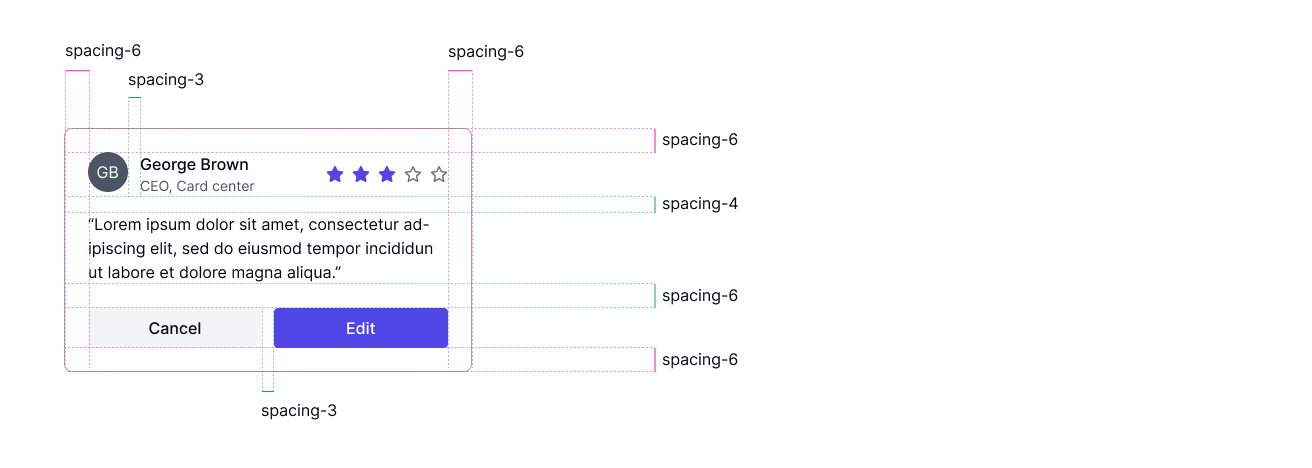 spacing-6
spacing-6
spacing-3
spacing-6
GB
George Brown
CEO, Card center
spacing-4
“Lorem ipsum dolor sit amet, consectetur ad-
ipiscing elit, sed do eiusmod tempor incididun
ut labore et dolore magna aliqua.”
spacing-6
Cancel
Edit
spacing-6
spacing-3